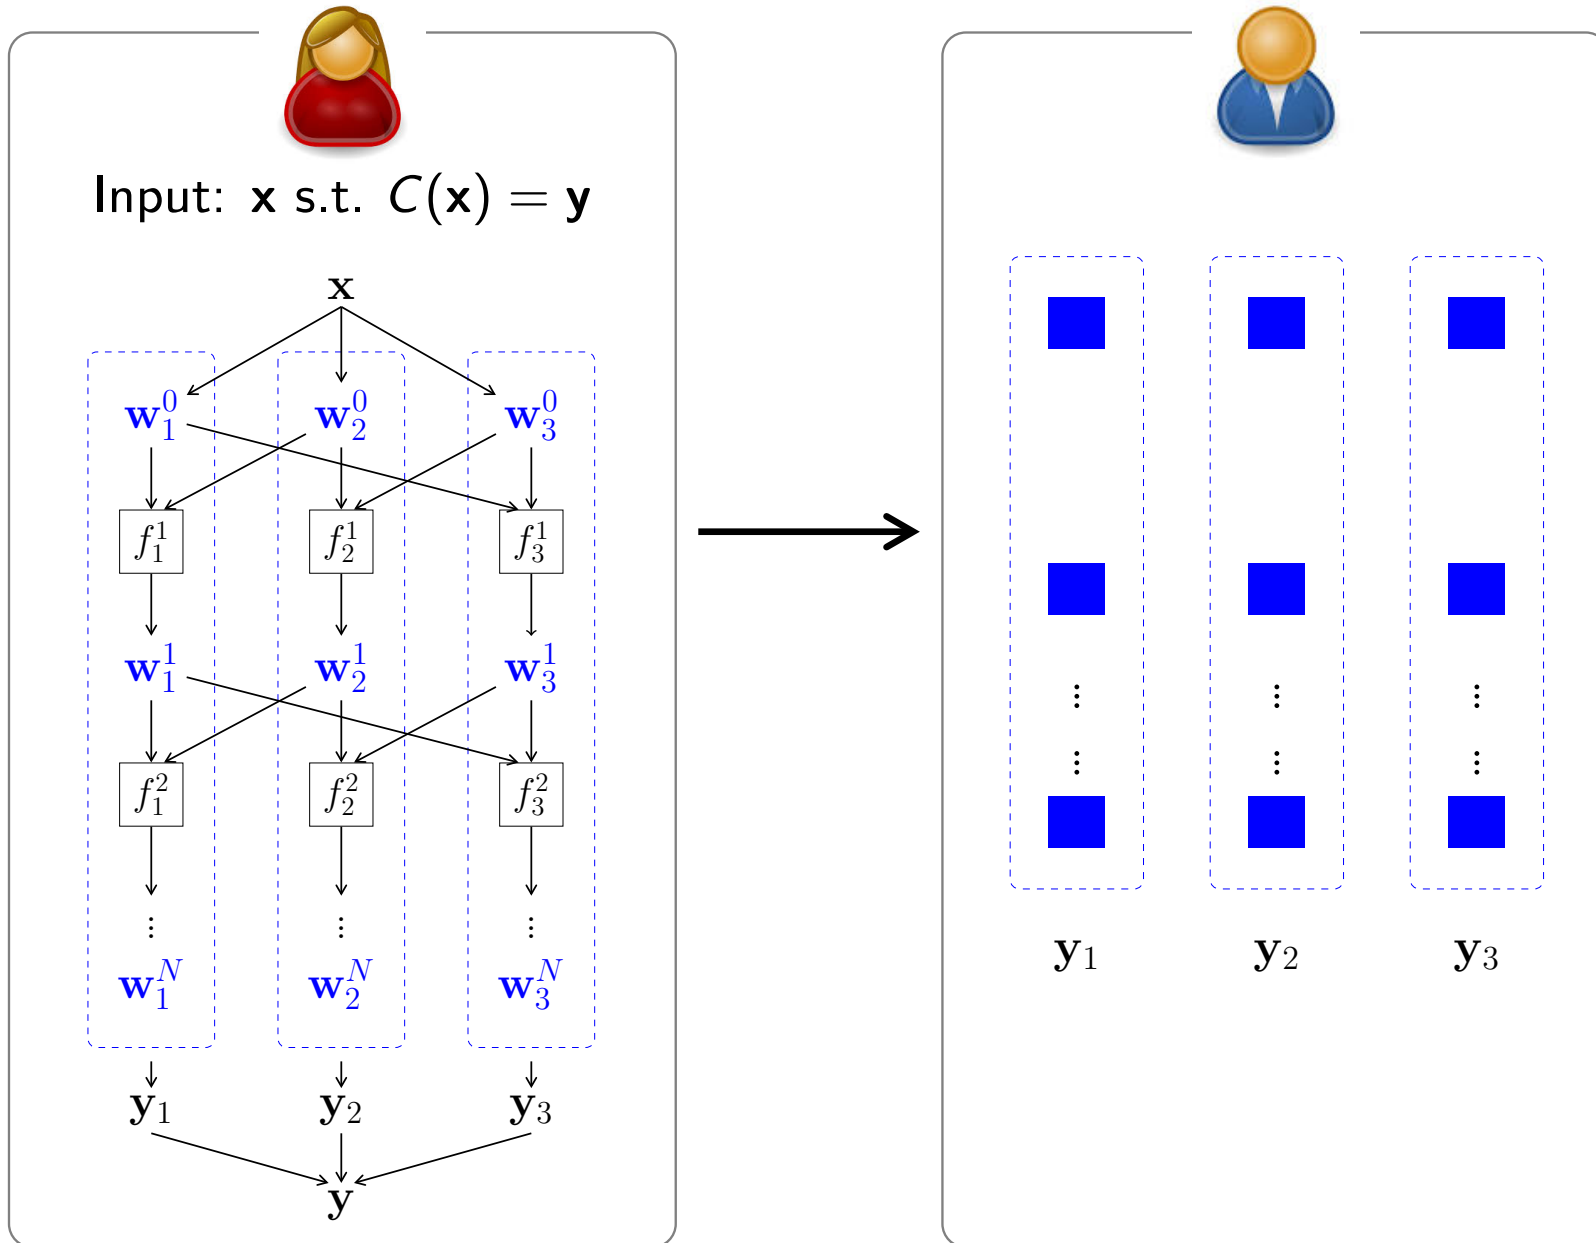 Input: x s.t. C(x) = y
x
w_1^0 w_2^0 w_3^0
f_1^1 f_2^1 f_3^1
w_1^1 w_2^1 w_3^1
f_1^2 f_2^2 f_3^2
⋮ ⋮ ⋮
w_1^N w_2^N w_3^N
y_1 y_2 y_3
y
⋮ ⋮ ⋮
⋮ ⋮ ⋮
y_1 y_2 y_3